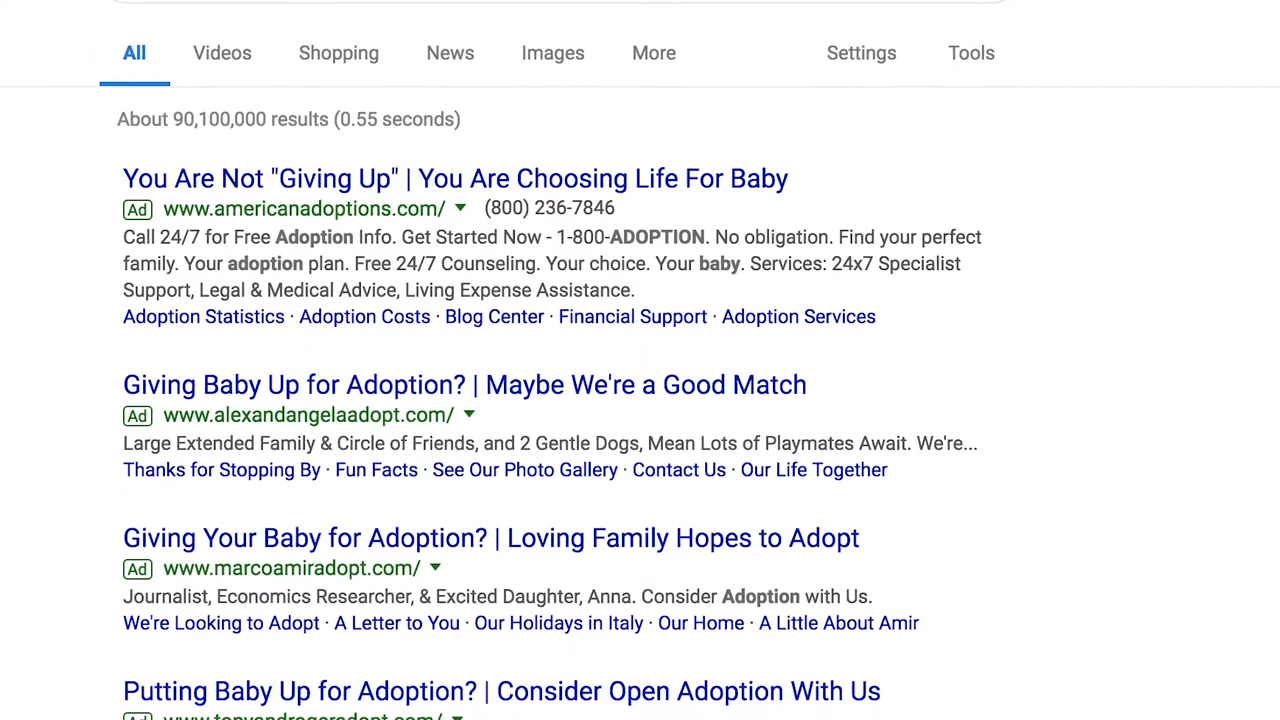 All Videos Shopping News Images More Settings Tools
About 90,100,000 results (0.55 seconds)
You Are Not "Giving Up" | You Are Choosing Life For Baby
Ad www.americanadoptions.com/ (800) 236-7846
Call 24/7 for Free Adoption Info. Get Started Now - 1-800-ADOPTION. No obligation. Find your perfect
family. Your adoption plan. Free 24/7 Counseling. Your choice. Your baby. Services: 24x7 Specialist
Support, Legal & Medical Advice, Living Expense Assistance.
Adoption Statistics · Adoption Costs · Blog Center · Financial Support · Adoption Services
Giving Baby Up for Adoption? | Maybe We're a Good Match
Ad www.alexandangelaadopt.com/
Large Extended Family & Circle of Friends, and 2 Gentle Dogs, Mean Lots of Playmates Await. We're...
Thanks for Stopping By · Fun Facts · See Our Photo Gallery · Contact Us · Our Life Together
Giving Your Baby for Adoption? | Loving Family Hopes to Adopt
Ad www.marcoamiradopt.com/
Journalist, Economics Researcher, & Excited Daughter, Anna. Consider Adoption with Us.
We're Looking to Adopt · A Letter to You · Our Holidays in Italy · Our Home · A Little About Amir
Putting Baby Up for Adoption? | Consider Open Adoption With Us